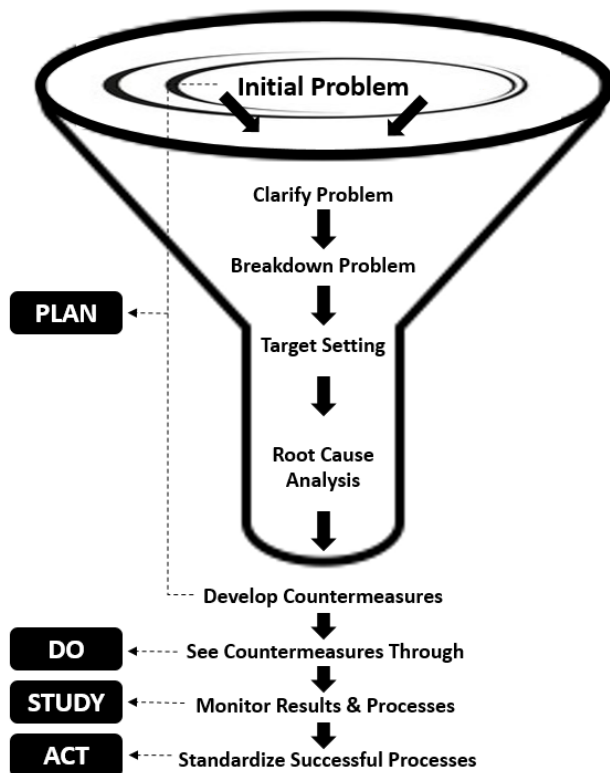 Initial Problem
Clarify Problem
Breakdown Problem
PLAN
Target Setting
Root Cause
Analysis
Develop Countermeasures
DO
See Countermeasures Through
STUDY
Monitor Results & Processes
ACT
Standardize Successful Processes